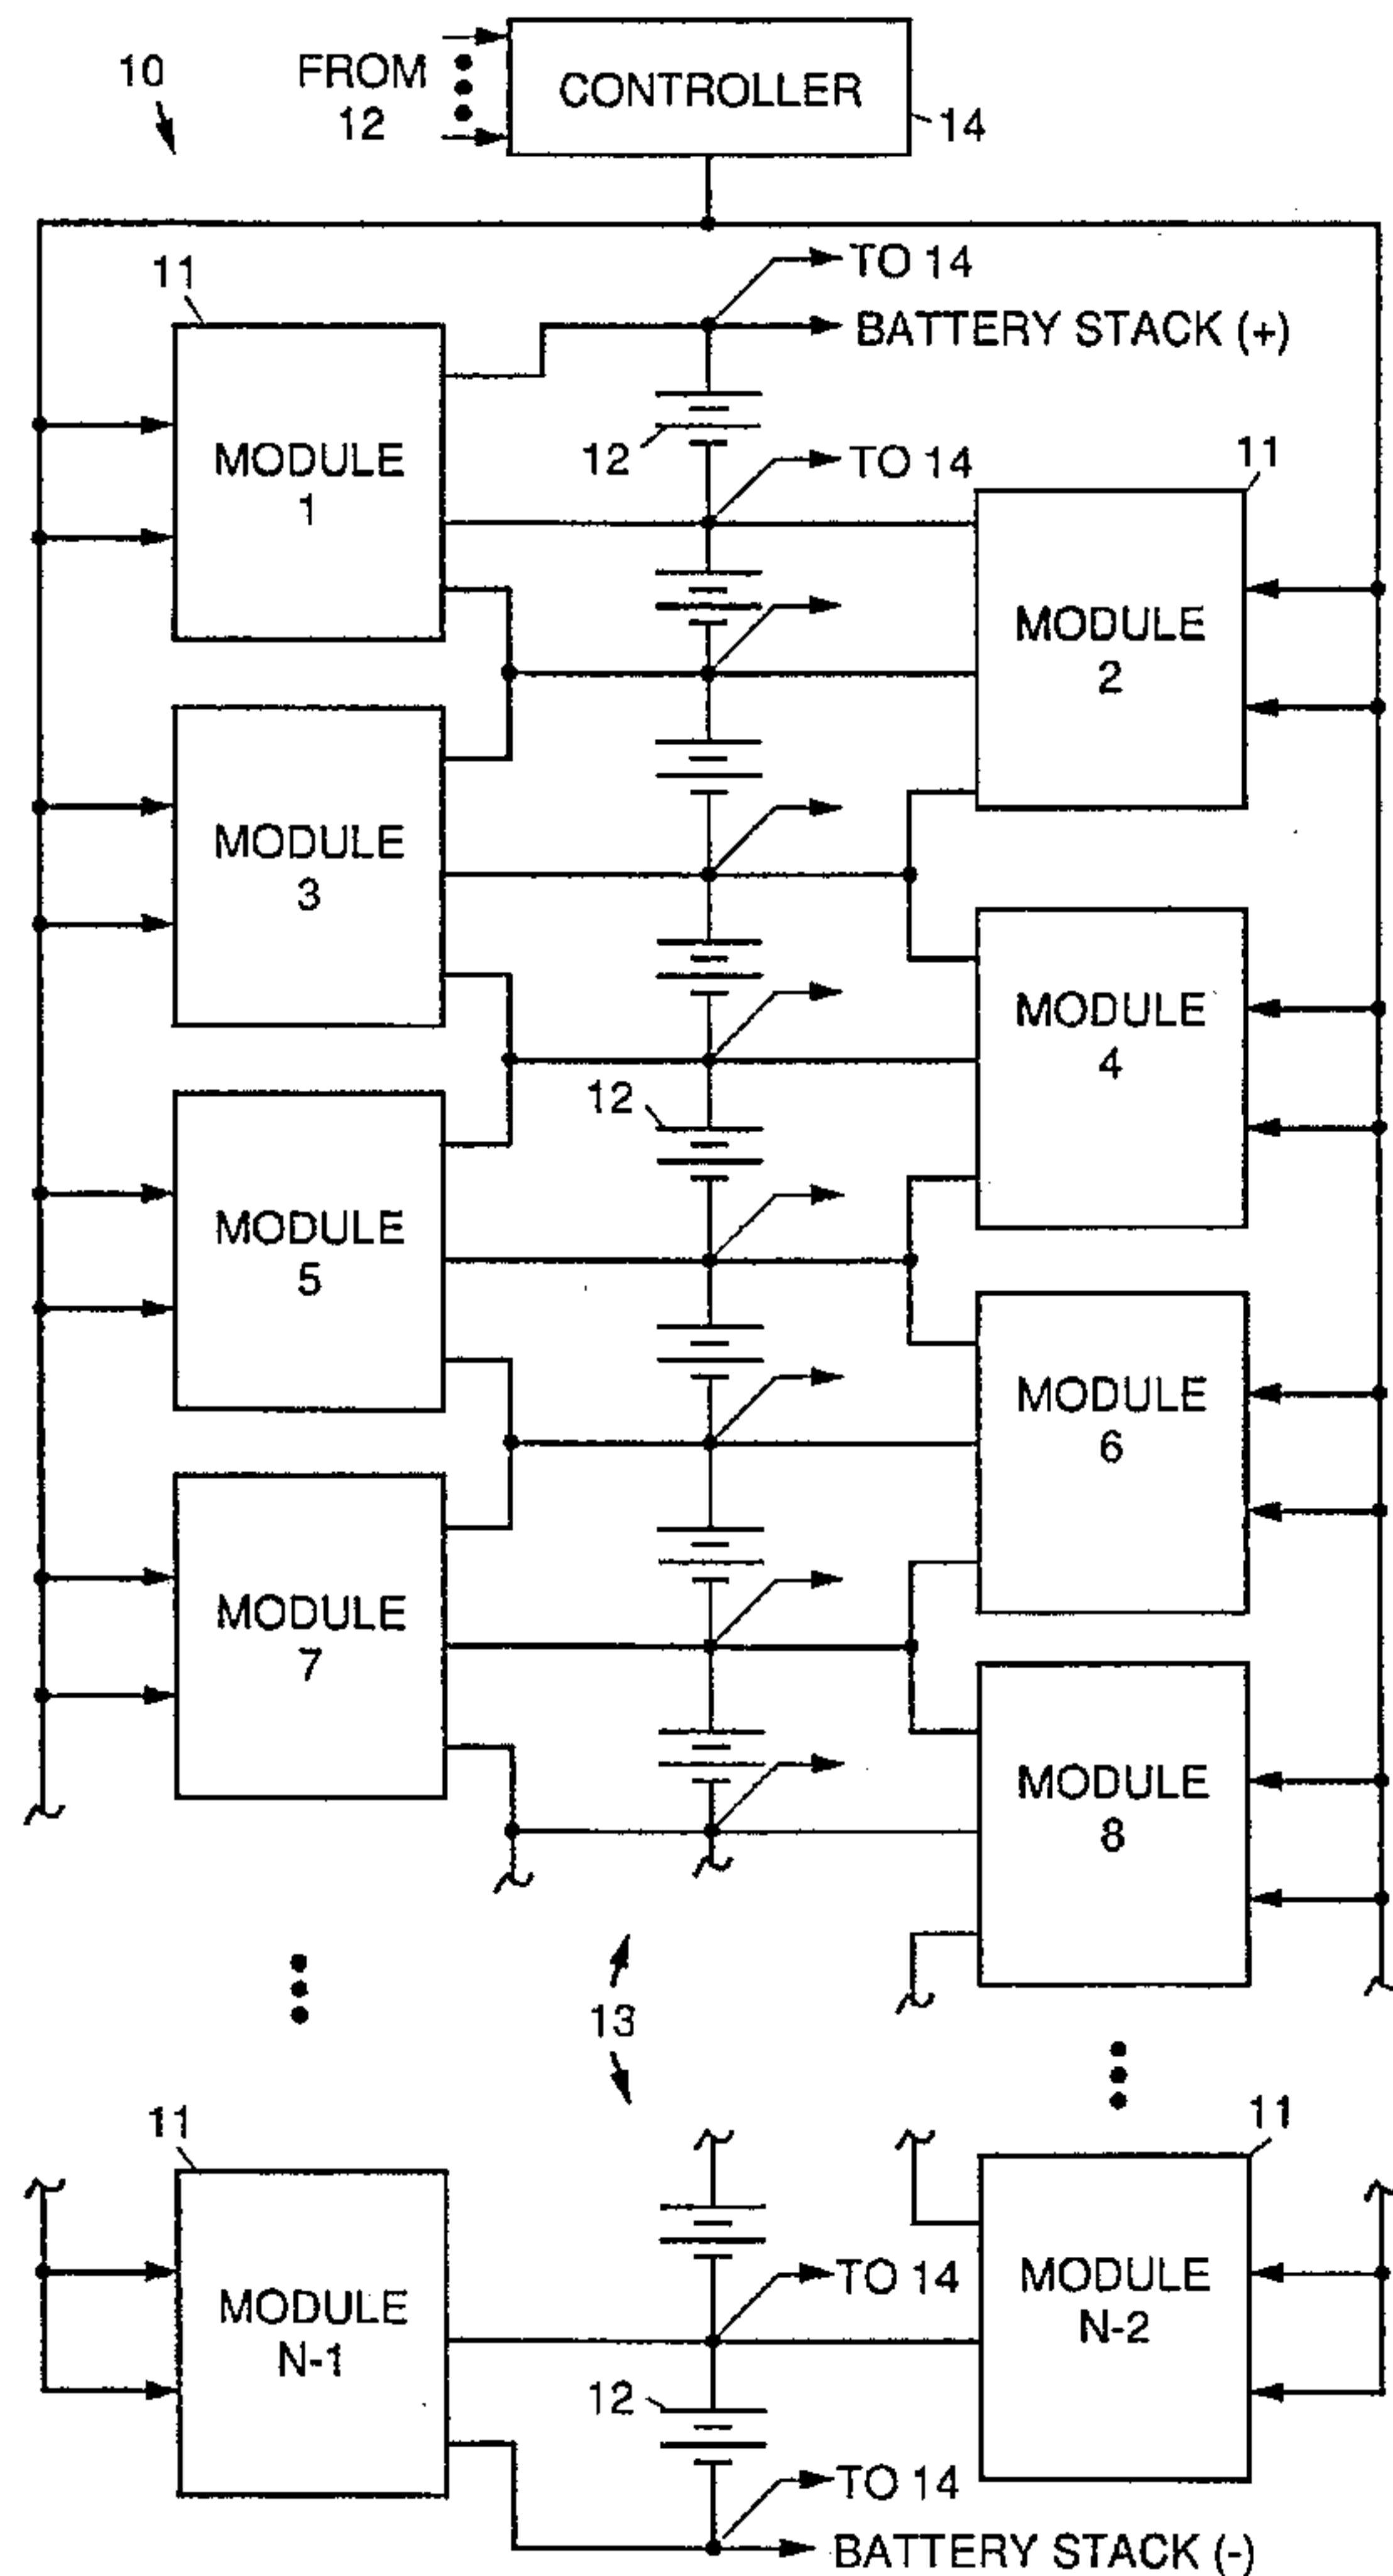 10
FROM
12
CONTROLLER
14
TO 14
11
BATTERY STACK (+)
MODULE
1
12
TO 14
11
MODULE
2
MODULE
3
MODULE
4
12
MODULE
5
MODULE
6
MODULE
7
MODULE
8
13
11
11
MODULE
N-1
TO 14
MODULE
N-2
12
TO 14
BATTERY STACK (-)